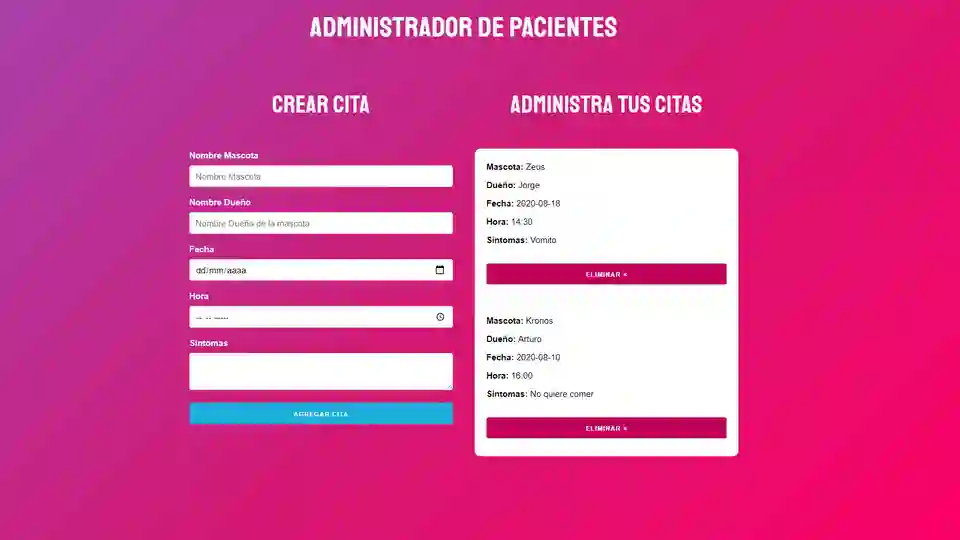 ADMINISTRADOR DE PACIENTES
CREAR CITA
Nombre Mascota
Nombre Mascota
Nombre Dueño
Nombre Dueño de la mascota
Fecha
dd/mm/aaaa
Hora
Síntomas
AGREGAR CITA
ADMINISTRA TUS CITAS
Mascota: Zeus
Dueño: Jorge
Fecha: 2020-08-18
Hora: 14:30
Sintomas: Vomito
ELIMINAR ×
Mascota: Kronos
Dueño: Arturo
Fecha: 2020-08-10
Hora: 16:00
Sintomas: No quiere comer
ELIMINAR ×